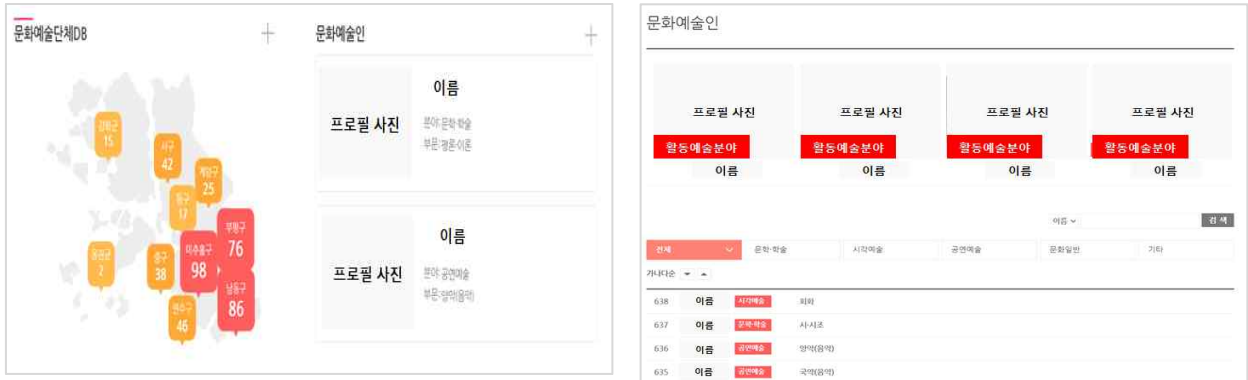 문화예술단체DB
강화군
15
서구
42
계양구
25
동구
17
부평구
76
미추홀구
98
중구
38
옹진군
2
남동구
86
연수구
46
문화예술인
프로필 사진
이름
분야:문학·학술
부문:평론·이론
프로필 사진
이름
분야:공연예술
부문:양악(음악)
문화예술인
프로필 사진 프로필 사진 프로필 사진 프로필 사진
활동예술분야 활동예술분야 활동예술분야 활동예술분야
이름 이름 이름 이름
이름 검 색
전체 문학·학술 시각예술 공연예술 문화일반 기타
가나다순
638 이름 시각예술 회화
637 이름 문학·학술 시·시조
636 이름 공연예술 양악(음악)
635 이름 공연예술 국악(음악)